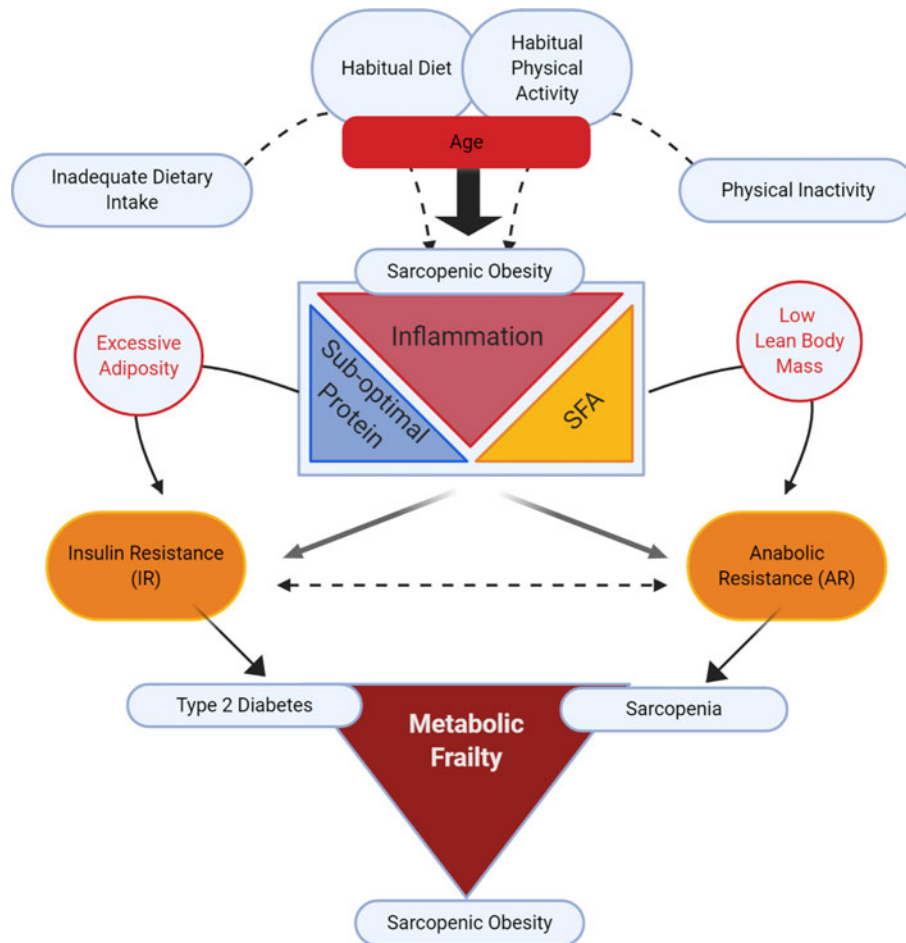 Habitual Diet
Habitual
Physical
Activity
Age
Inadequate Dietary
Intake
Physical Inactivity
Sarcopenic Obesity
Excessive
Adiposity
Inflammation
Sub-optimal
Protein
SFA
Low
Lean Body
Mass
Insulin Resistance
(IR)
Anabolic
Resistance (AR)
Type 2 Diabetes
Metabolic
Frailty
Sarcopenia
Sarcopenic Obesity